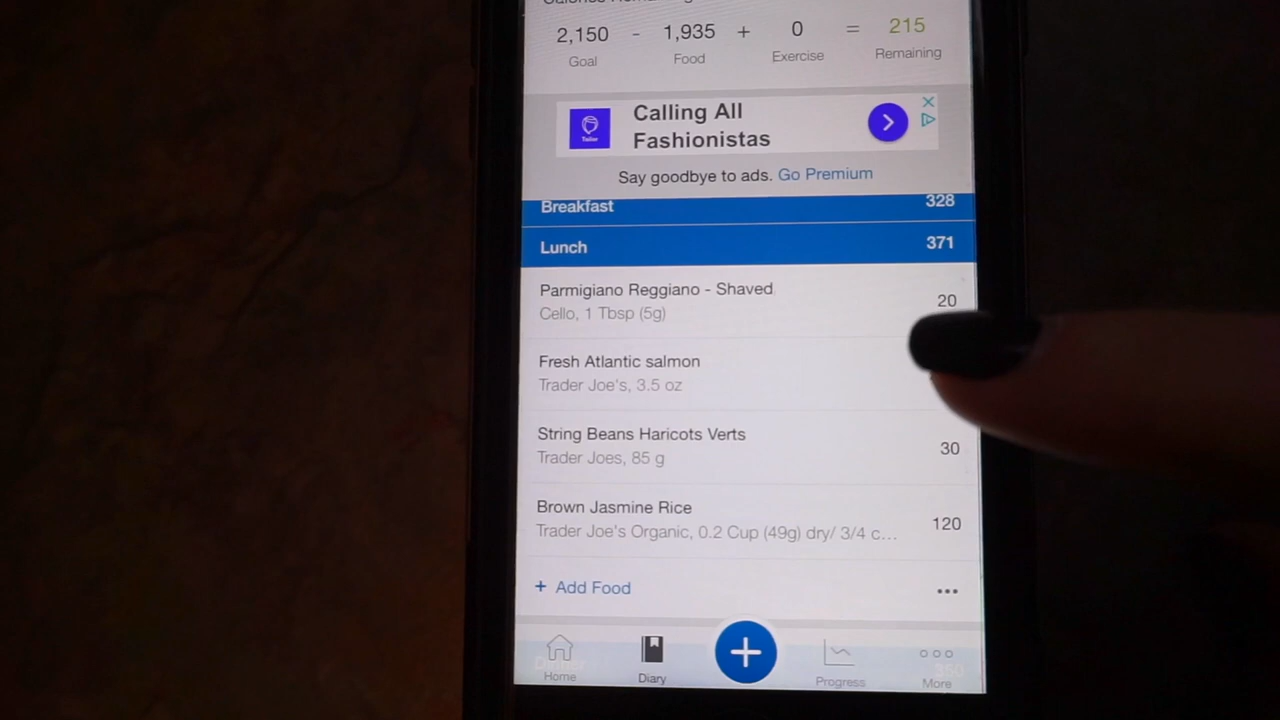 2,150 - 1,935 + 0 = 215
Goal Food Exercise Remaining
Calling All
Fashionistas
Say goodbye to ads. Go Premium
Breakfast 328
Lunch 371
Parmigiano Reggiano - Shaved 20
Cello, 1 Tbsp (5g)
Fresh Atlantic salmon
Trader Joe's, 3.5 oz
String Beans Haricots Verts 30
Trader Joes, 85 g
Brown Jasmine Rice 120
Trader Joe's Organic, 0.2 Cup (49g) dry/ 3/4 c...
+ Add Food
Home Diary Progress More